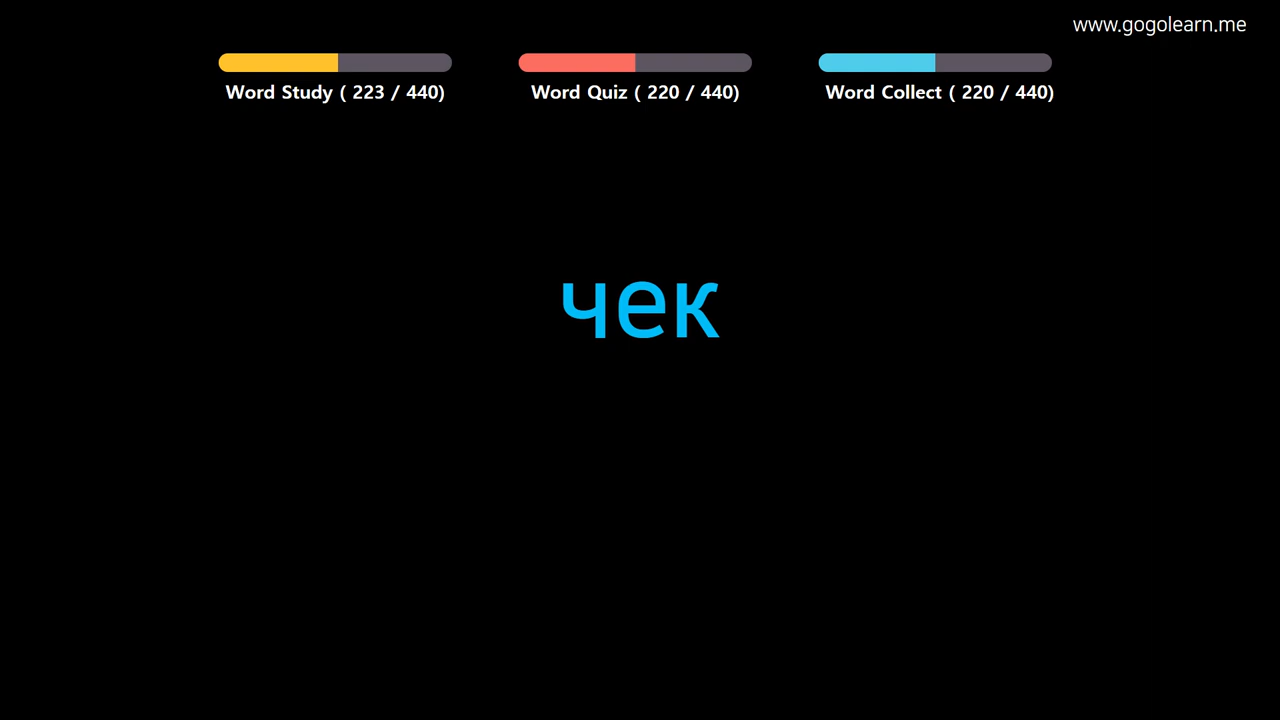 www.gogolearn.me
Word Study ( 223 / 440)
Word Quiz ( 220 / 440)
Word Collect ( 220 / 440)
чек